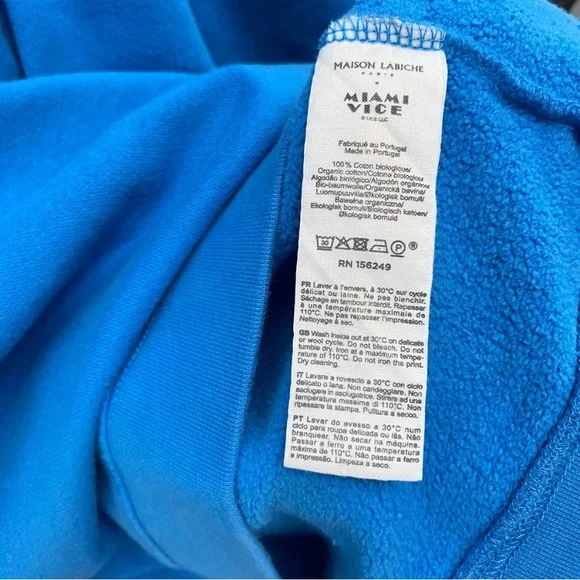 MAISON LABICHE
PARIS
MIAMI
VICE
© UCS LLC
Fabriqué au Portugal
Made in Portugal
100% Coton biologique/
Organic cotton/Cotone biologico/
Algodão biológico/Algodón orgánico/
Bio-baumwolle/Organická bavlna/
Luomupuuvilla/Økologisk bomuld/
Bawełna organiczna/
Ekologisk bomull/Biologisch katoen/
Økologisk bomuld
30
P
RN 156249
FR Laver à l'envers, à 30°C sur cycle
délicat ou laine. Ne pas blanchir.
Séchage en tambour interdit. Repasser
à une température maximale de
110°C. Ne pas repasser l'impression.
Nettoyage à sec.
GB Wash inside out at 30°C on delicate
or wool cycle. Do not bleach. Do not
tumble dry. Iron at a maximum tempe-
rature of 110°C. Do not iron the print.
Dry cleaning.
IT Lavare a rovescio a 30°C con ciclo
delicato o lana. Non candeggiare. Non
asciugare in asciugatrice. Stirare ad una
temperatura massima di 110°C. Non
ripassare la stampa. Pulitura a secco.
PT Lavar do avesso a 30°C num
ciclo para roupa delicada ou lãs. Não
branquear. Não secar na máquina.
Passar a ferro a uma temperatura
máxima de 110°C. Não passar a ferro
a impressão. Limpeza a seco.